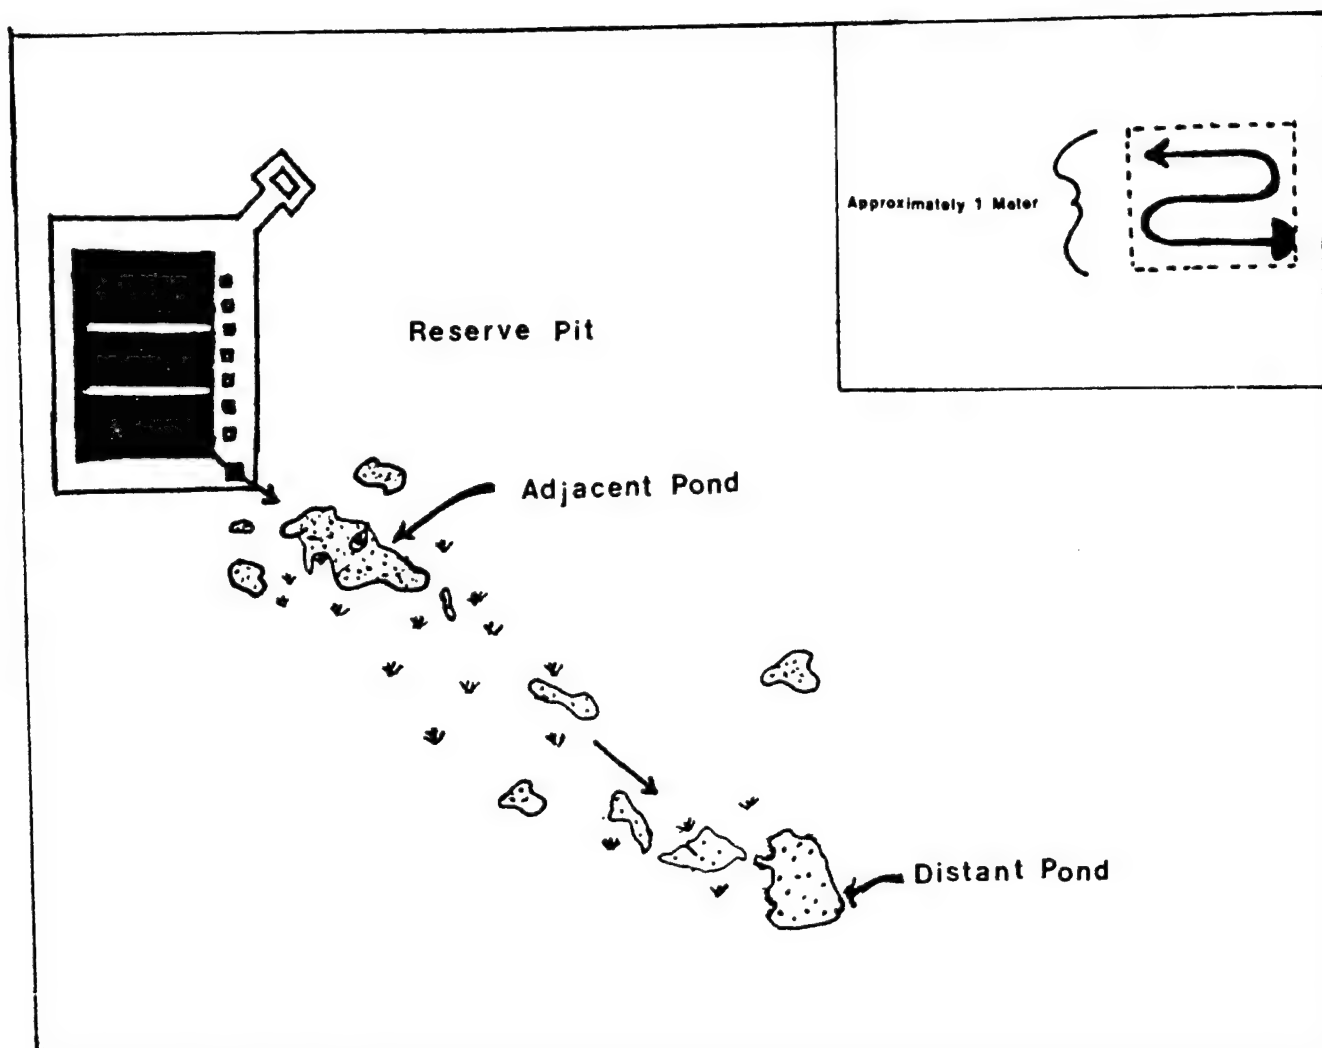 Approximately 1 Meter
Reserve Pit
Adjacent Pond
Distant Pond